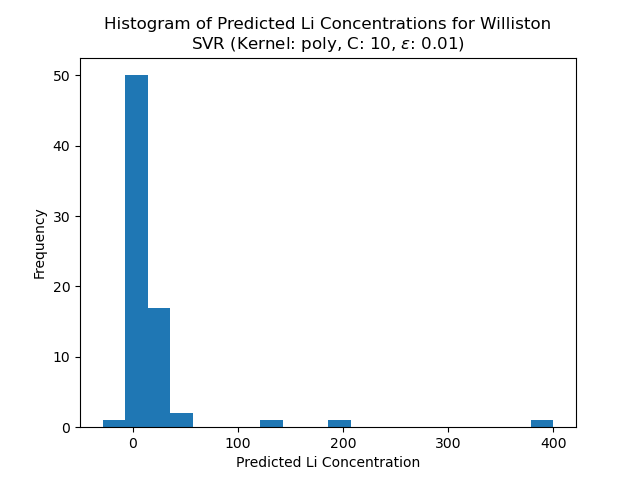 Histogram of Predicted Li Concentrations for Williston
SVR (Kernel: poly, C: 10, ε: 0.01)
50
40
30
20
10
0
Frequency
0 100 200 300 400
Predicted Li Concentration